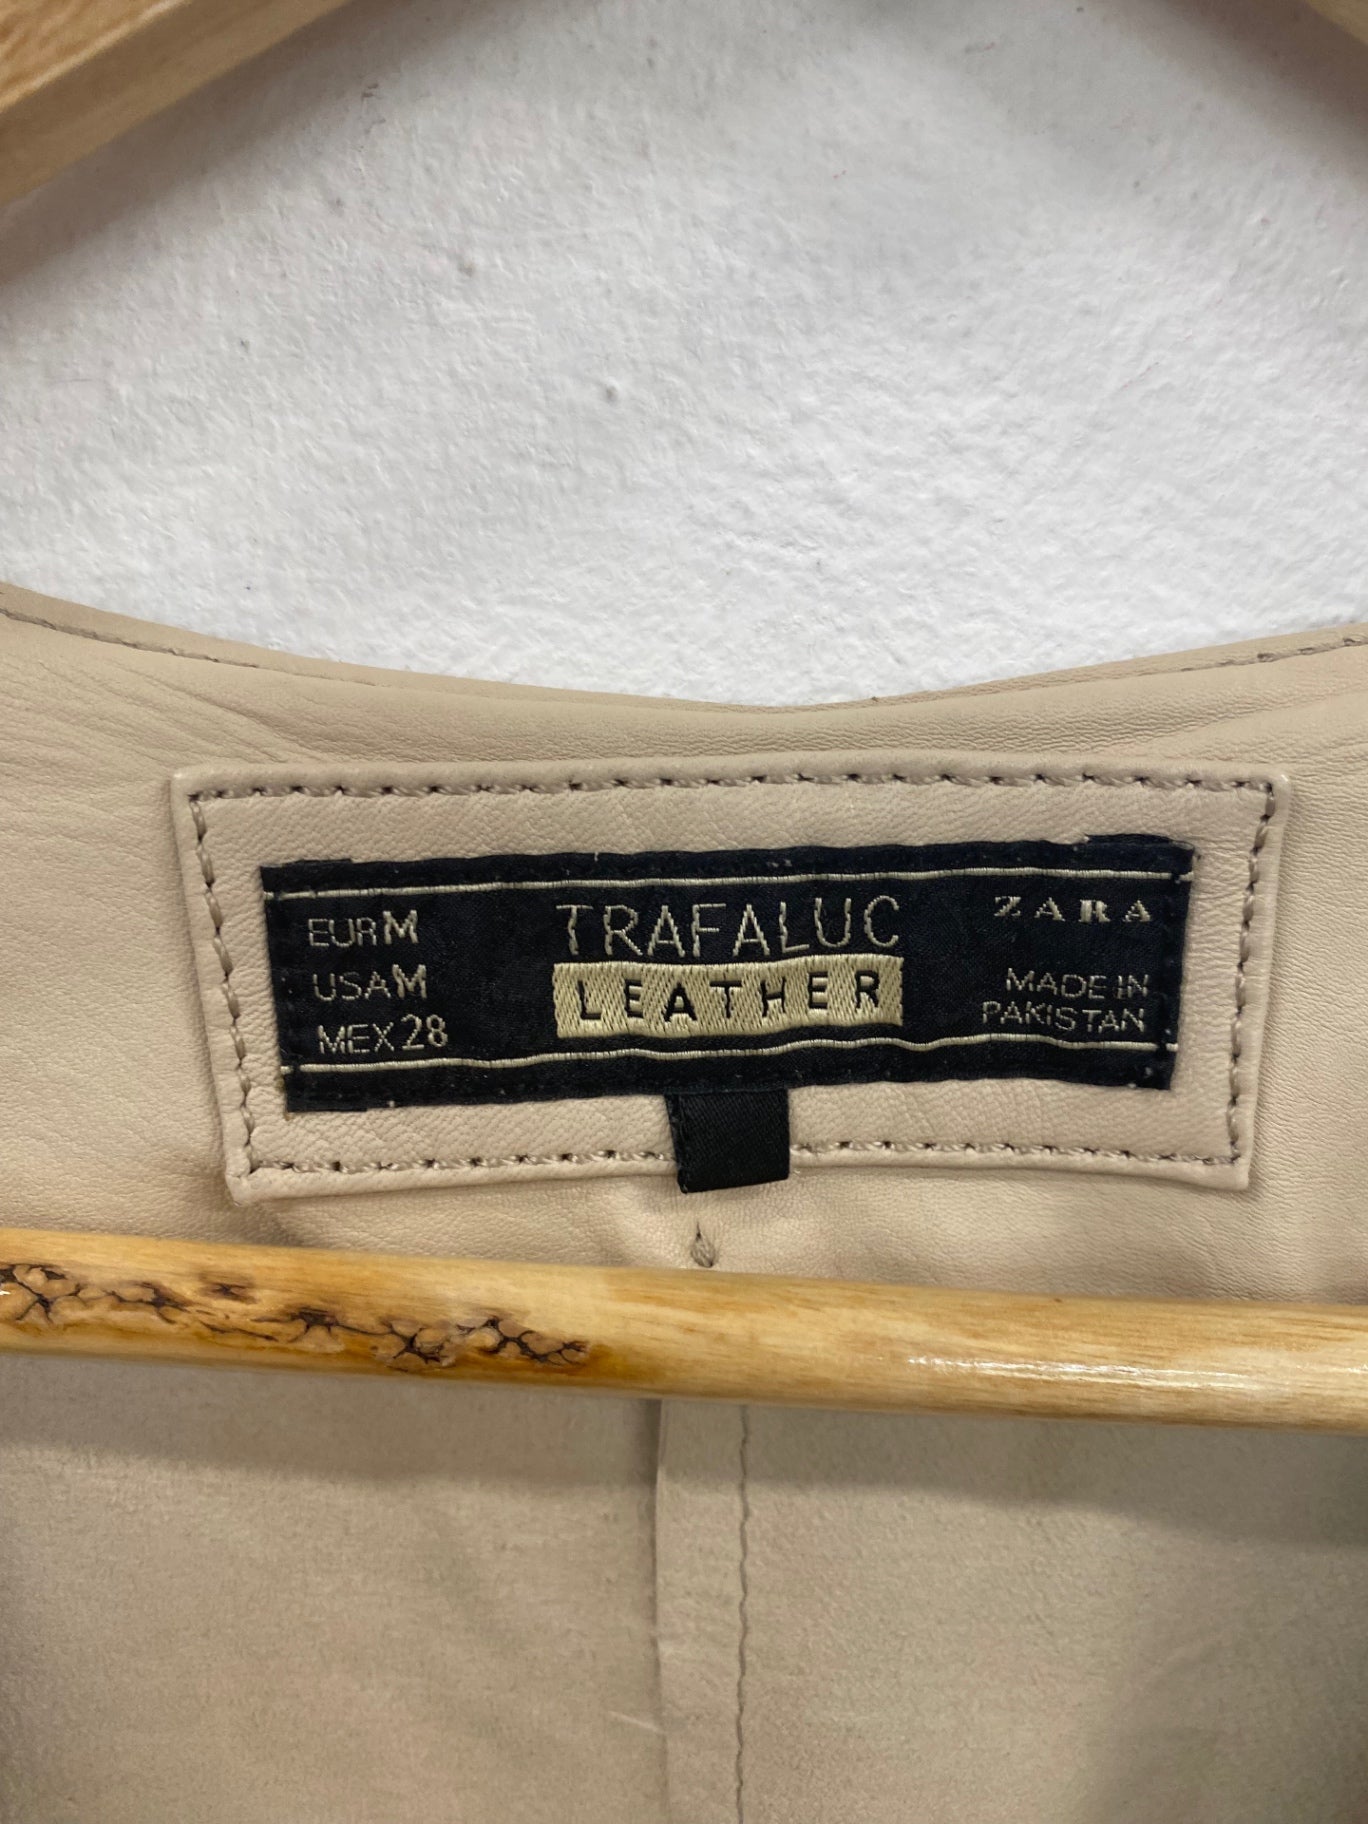 EUR M
USA M
MEX 28
TRAFALUC
LEATHER
ZARA
MADE IN
PAKISTAN